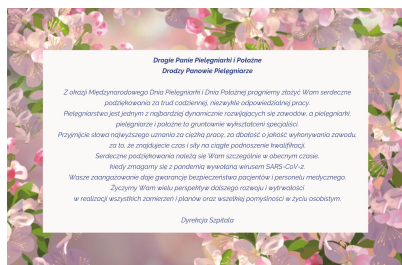 Drogie Panie Pielęgniarki i Położne
Drodzy Panowie Pielęgniarze
Z okazji Międzynarodowego Dnia Pielęgniarki i Dnia Położnej pragniemy złożyć Wam serdeczne
podziękowania za trud codziennej, niezwykle odpowiedzialnej pracy.
Pielęgniarstwo jest jednym z najbardziej dynamicznie rozwijających się zawodów, a pielęgniarki,
pielęgniarze i położne to gruntownie wykształceni specjaliści.
Przyjmijcie słowa najwyższego uznania za ciężką pracę, za dbałość o jakość wykonywania zawodu,
za to, że znajdujecie czas i siły na ciągłe podnoszenie kwalifikacji.
Serdeczne podziękowania należą się Wam szczególnie w obecnym czasie,
kiedy zmagamy się z pandemią wywołaną wirusem SARS-CoV-2.
Wasze zaangażowanie daje gwarancję bezpieczeństwa pacjentów i personelu medycznego.
Życzymy Wam wielu perspektyw dalszego rozwoju i wytrwałości
w realizacji wszystkich zamierzeń i planów oraz wszelkiej pomyślności w życiu osobistym.
Dyrekcja Szpitala